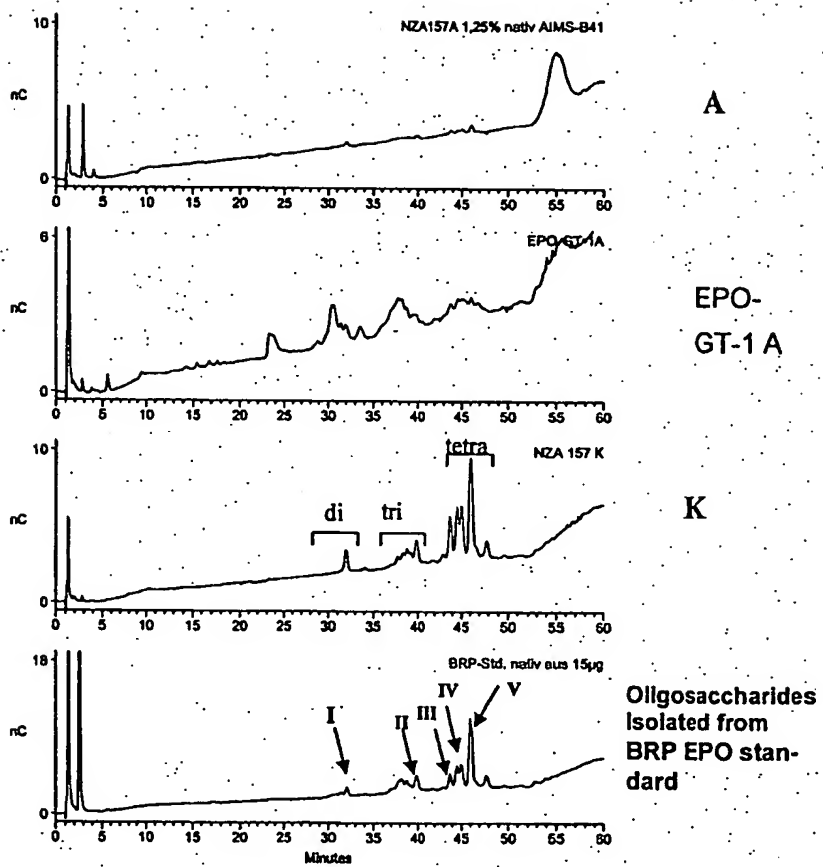 10
NZA157A 1,25% nativ AIMS-B41
nC
A
0
0 5 10 15 20 25 30 35 40 45 50 55 60
6
EPO-GT-1A
nC
EPO-
GT-1 A
0
0 5 10 15 20 25 30 35 40 45 50 55 60
10
tetra
NZA 157 K
nC
di
tri
K
0
0 5 10 15 20 25 30 35 40 45 50 55 60
18
BRP-Std, nativ aus 15µg
IV
V
nC
I
II
III
Oligosaccharides
Isolated from
BRP EPO stan-
dard
0
0 5 10 15 20 25 30 35 40 45 50 55 60
Minutes